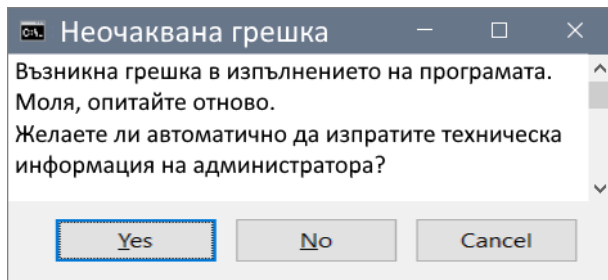 Неочаквана грешка
Възникна грешка в изпълнението на програмата.
Моля, опитайте отново.
Желаете ли автоматично да изпратите техническа
информация на администратора?
Yes No Cancel